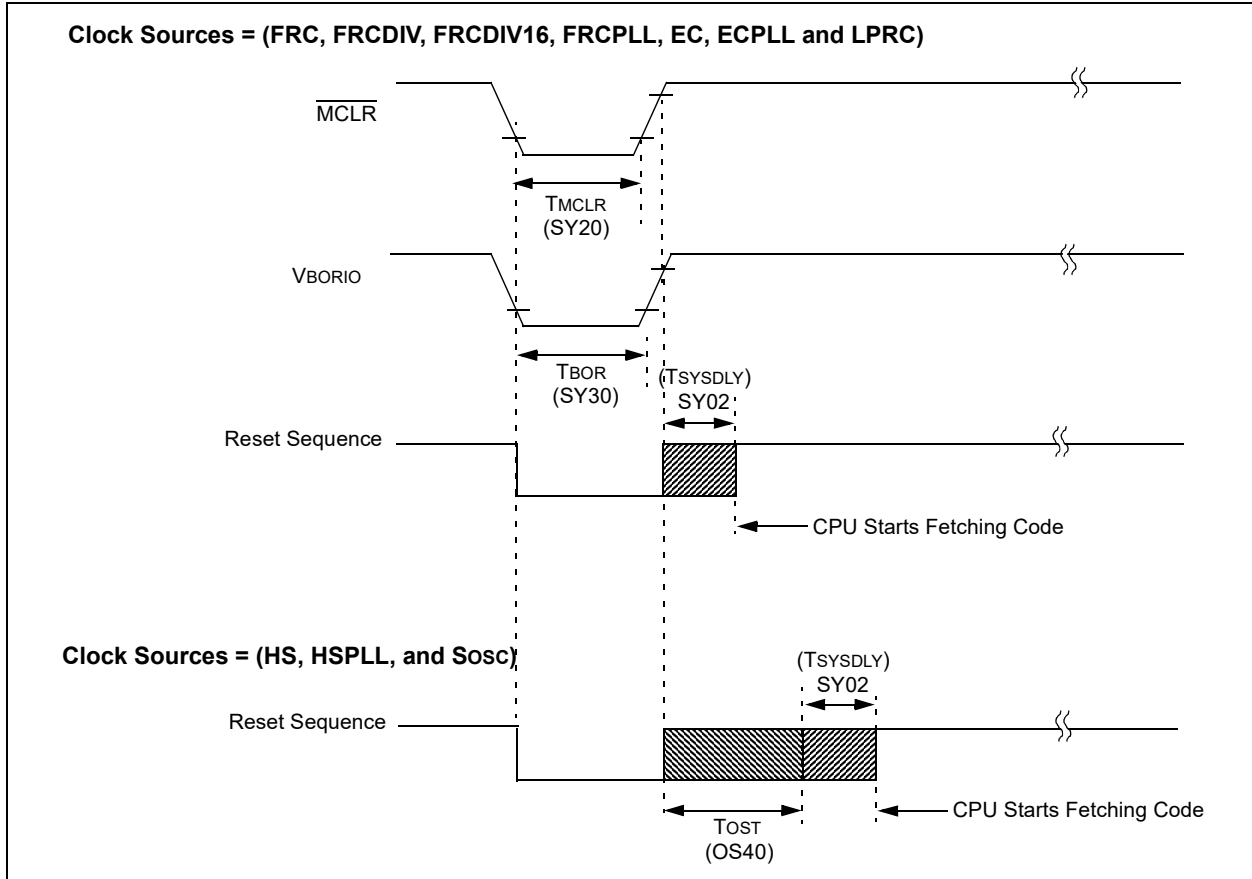 Clock Sources = (FRC, FRCDIV, FRCDIV16, FRCPLL, EC, ECPLL and LPRC)
MCLR
TMCLR
(SY20)
VBORIO
TBOR
(SY30)
(TSYSDLY)
SY02
Reset Sequence
CPU Starts Fetching Code
Clock Sources = (HS, HSPLL, and SOSC)
(TSYSDLY)
SY02
Reset Sequence
CPU Starts Fetching Code
TOST
(OS40)